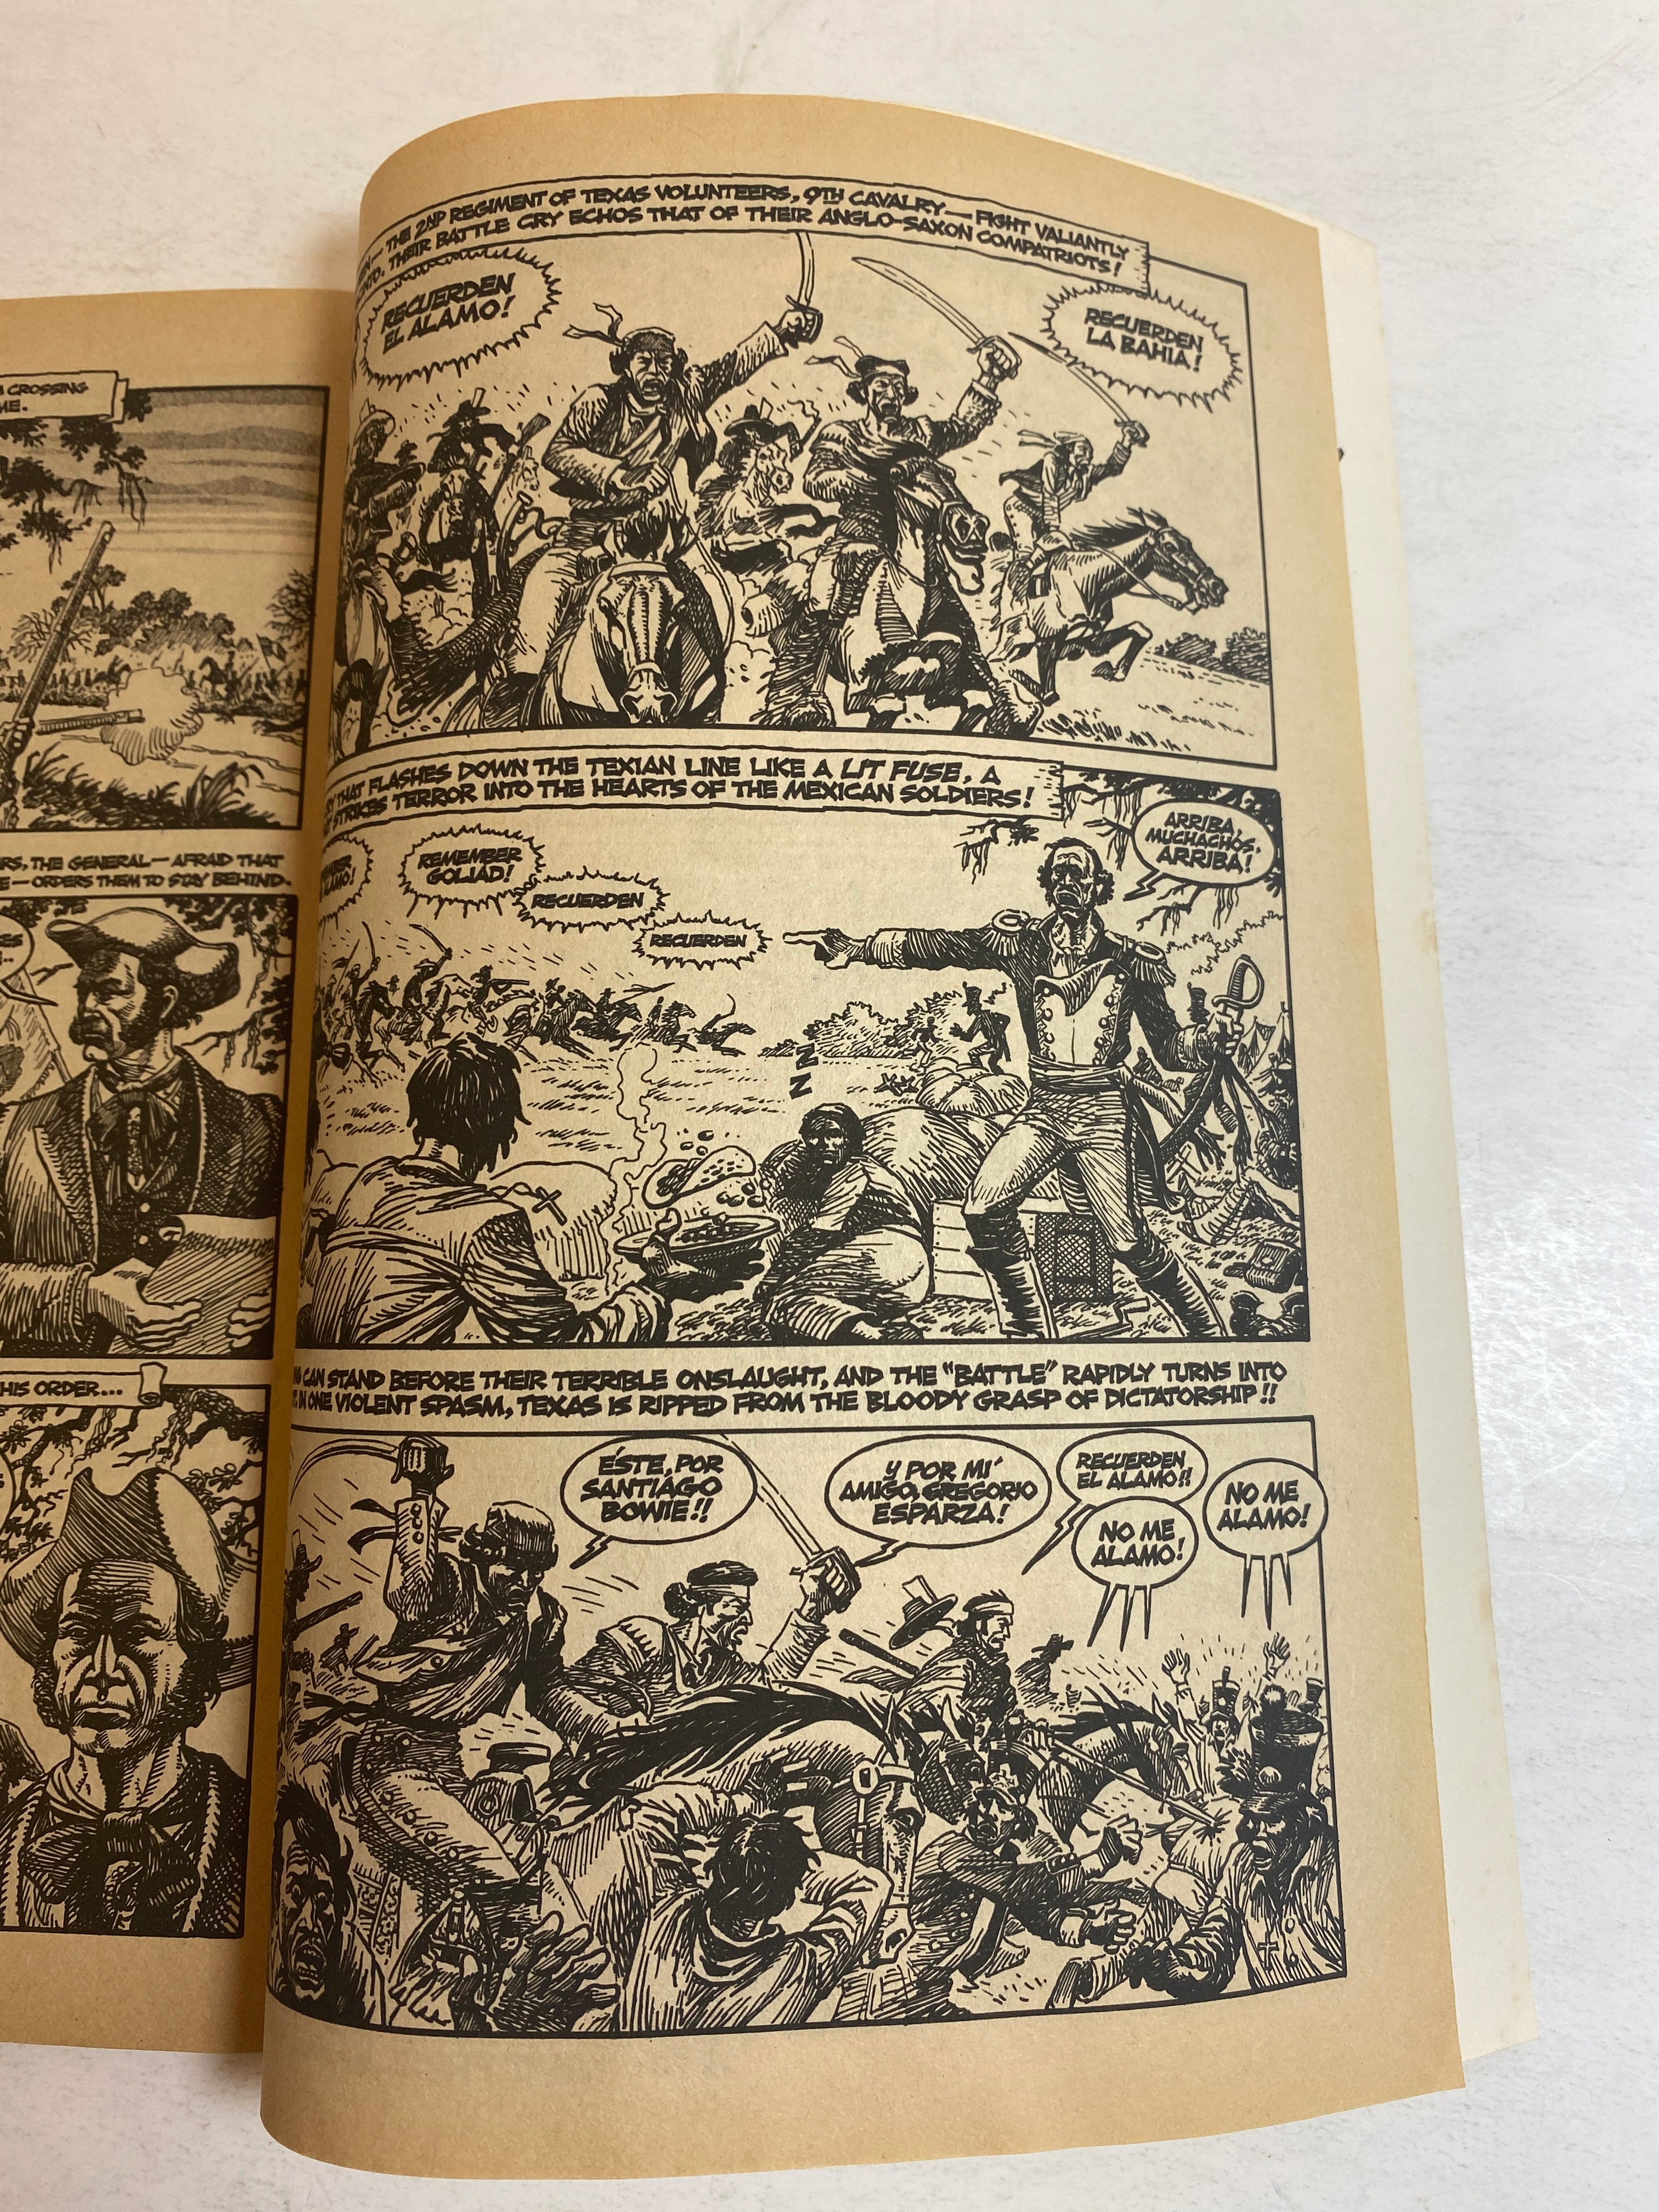 CROSSING
ME.
RS, THE GENERAL — AFRAID THAT
E — ORDERS THEM TO STAY BEHIND.
HIS ORDER...
— THE 2ND REGIMENT OF TEXAS VOLUNTEERS, 9TH CAVALRY — FIGHT VALIANTLY
NTO. THEIR BATTLE CRY ECHOS THAT OF THEIR ANGLO-SAXON COMPATRIOTS!
RECUERDEN
EL ALAMO!
RECUERDEN
LA BAHIA!
RY THAT FLASHES DOWN THE TEXIAN LINE LIKE A LIT FUSE, A
STRIKES TERROR INTO THE HEARTS OF THE MEXICAN SOLDIERS!
MBER
ALAMO!
REMEMBER
GOLIAD!
RECUERDEN
RECUERDEN
ARRIBA,
MUCHACHOS,
ARRIBA!
Z Z Z
CAN STAND BEFORE THEIR TERRIBLE ONSLAUGHT, AND THE "BATTLE" RAPIDLY TURNS INTO
IN ONE VIOLENT SPASM, TEXAS IS RIPPED FROM THE BLOODY GRASP OF DICTATORSHIP!!
ÉSTE, POR
SANTIAGO
BOWIE!!
Y POR MI
AMIGO, GREGORIO
ESPARZA!
RECUERDEN
EL ALAMO!!
NO ME
ALAMO!
NO ME
ALAMO!